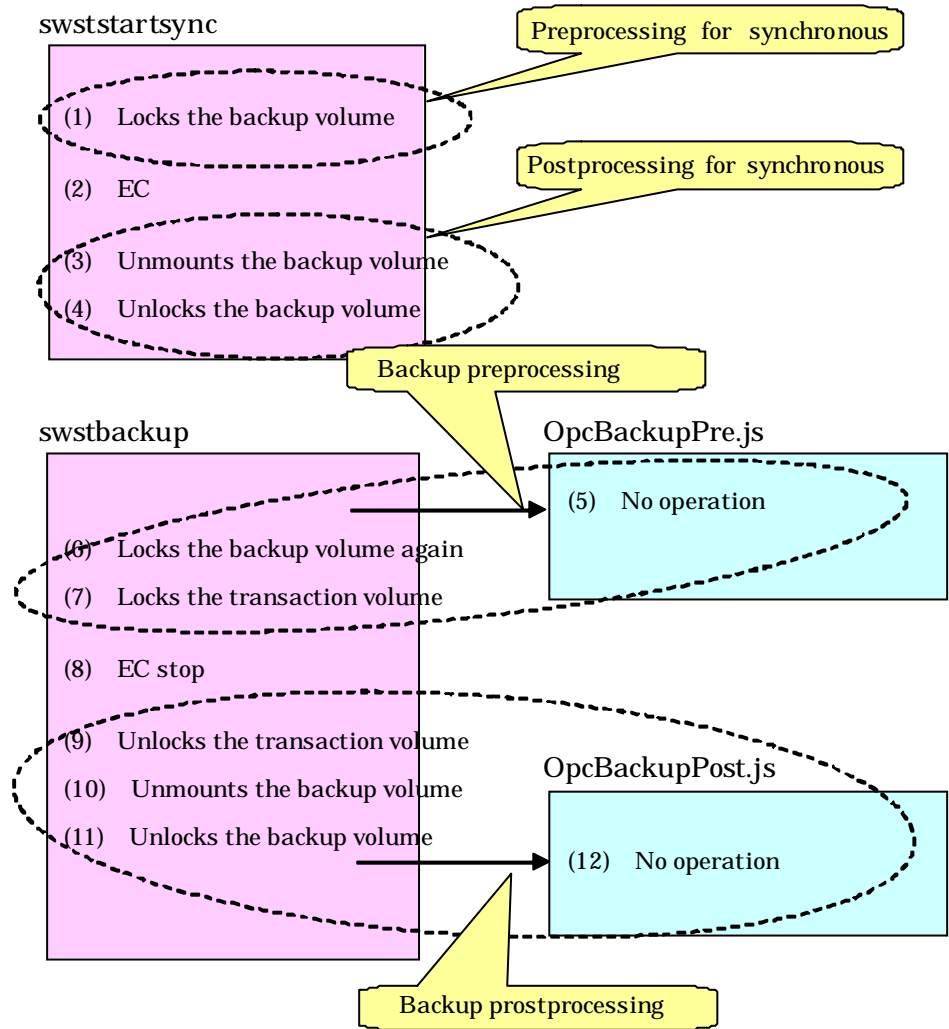 swststartsync
Preprocessing for synchronous
(1) Locks the backup volume
Postprocessing for synchronous
(2) EC
(3) Unmounts the backup volume
(4) Unlocks the backup volume
Backup preprocessing
swstbackup
OpcBackupPre.js
(5) No operation
(6) Locks the backup volume again
(7) Locks the transaction volume
(8) EC stop
(9) Unlocks the transaction volume
OpcBackupPost.js
(10) Unmounts the backup volume
(11) Unlocks the backup volume
(12) No operation
Backup prostprocessing